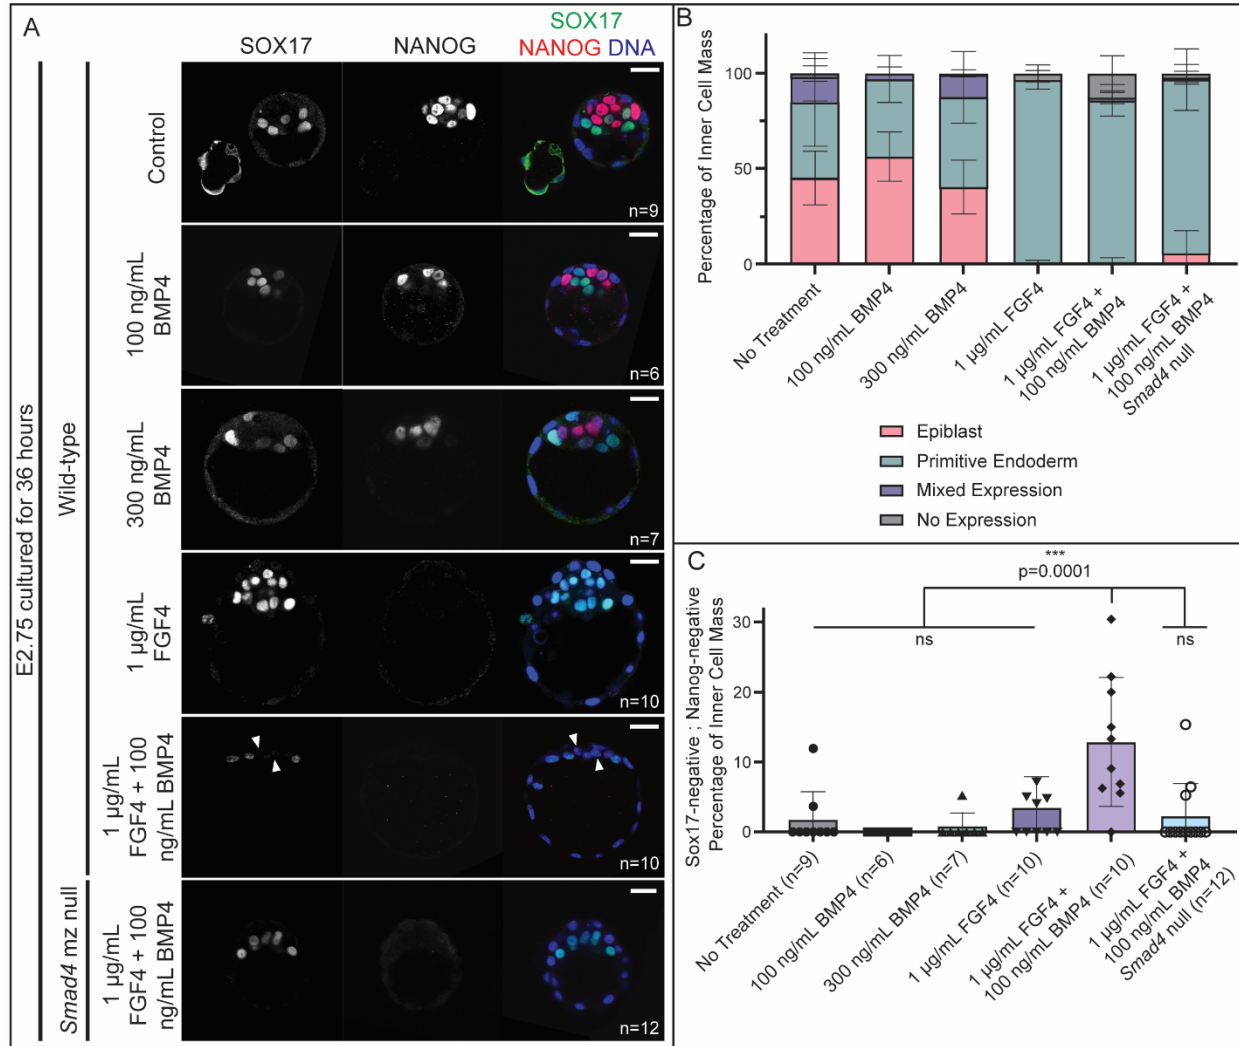 A
SOX17
NANOG
SOX17
NANOG DNA
E2.75 cultured for 36 hours
Wild-type
Smad4 mz null
Control
n=9
100 ng/mL
BMP4
n=6
300 ng/mL
BMP4
n=7
1 µg/mL
FGF4
n=10
1 µg/mL
FGF4 + 100
ng/mL BMP4
n=10
1 µg/mL
FGF4 + 100
ng/mL BMP4
n=12
B
Percentage of Inner Cell Mass
100
50
0
No Treatment
100 ng/mL BMP4
300 ng/mL BMP4
1 µg/mL FGF4
1 µg/mL FGF4 +
100 ng/mL BMP4
1 µg/mL FGF4 +
100 ng/mL BMP4
Smad4 null
Epiblast
Primitive Endoderm
Mixed Expression
No Expression
C
Sox17-negative ; Nanog-negative
Percentage of Inner Cell Mass
***
p=0.0001
ns
ns
30
20
10
0
No Treatment (n=9)
100 ng/mL BMP4 (n=6)
300 ng/mL BMP4 (n=7)
1 µg/mL FGF4 (n=10)
1 µg/mL FGF4 +
100 ng/mL BMP4 (n=10)
1 µg/mL FGF4 +
100 ng/mL BMP4
Smad4 null (n=12)